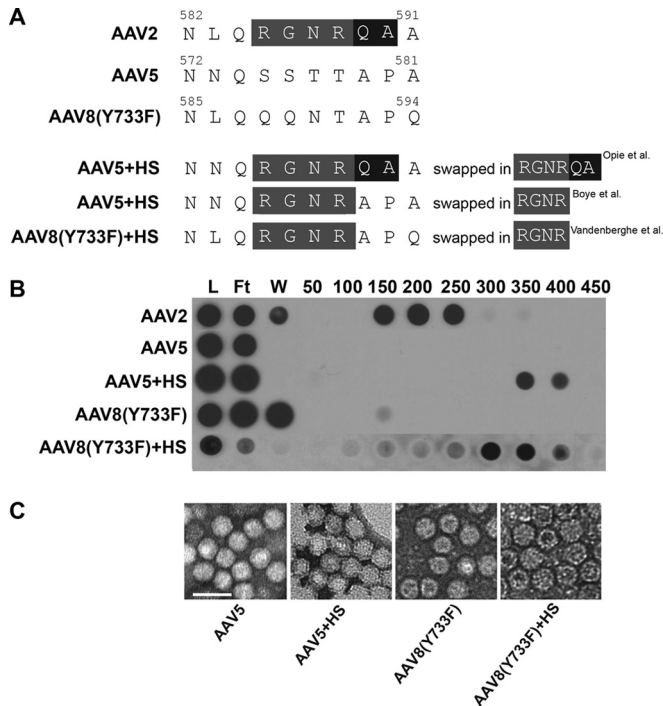 A
582 591
AAV2 N L Q R G N R Q A A
572 581
AAV5 N N Q S S T T A P A
585 594
AAV8(Y733F) N L Q Q Q N T A P Q
AAV5+HS N N Q R G N R Q A A swapped in RGNRQA Opie et al.
AAV5+HS N N Q R G N R A P A swapped in RGNR Boye et al.
AAV8(Y733F)+HS N L Q R G N R A P Q swapped in RGNR Vandenberghe et al.
B
L Ft W 50 100 150 200 250 300 350 400 450
AAV2
AAV5
AAV5+HS
AAV8(Y733F)
AAV8(Y733F)+HS
C
AAV5 AAV5+HS AAV8(Y733F) AAV8(Y733F)+HS